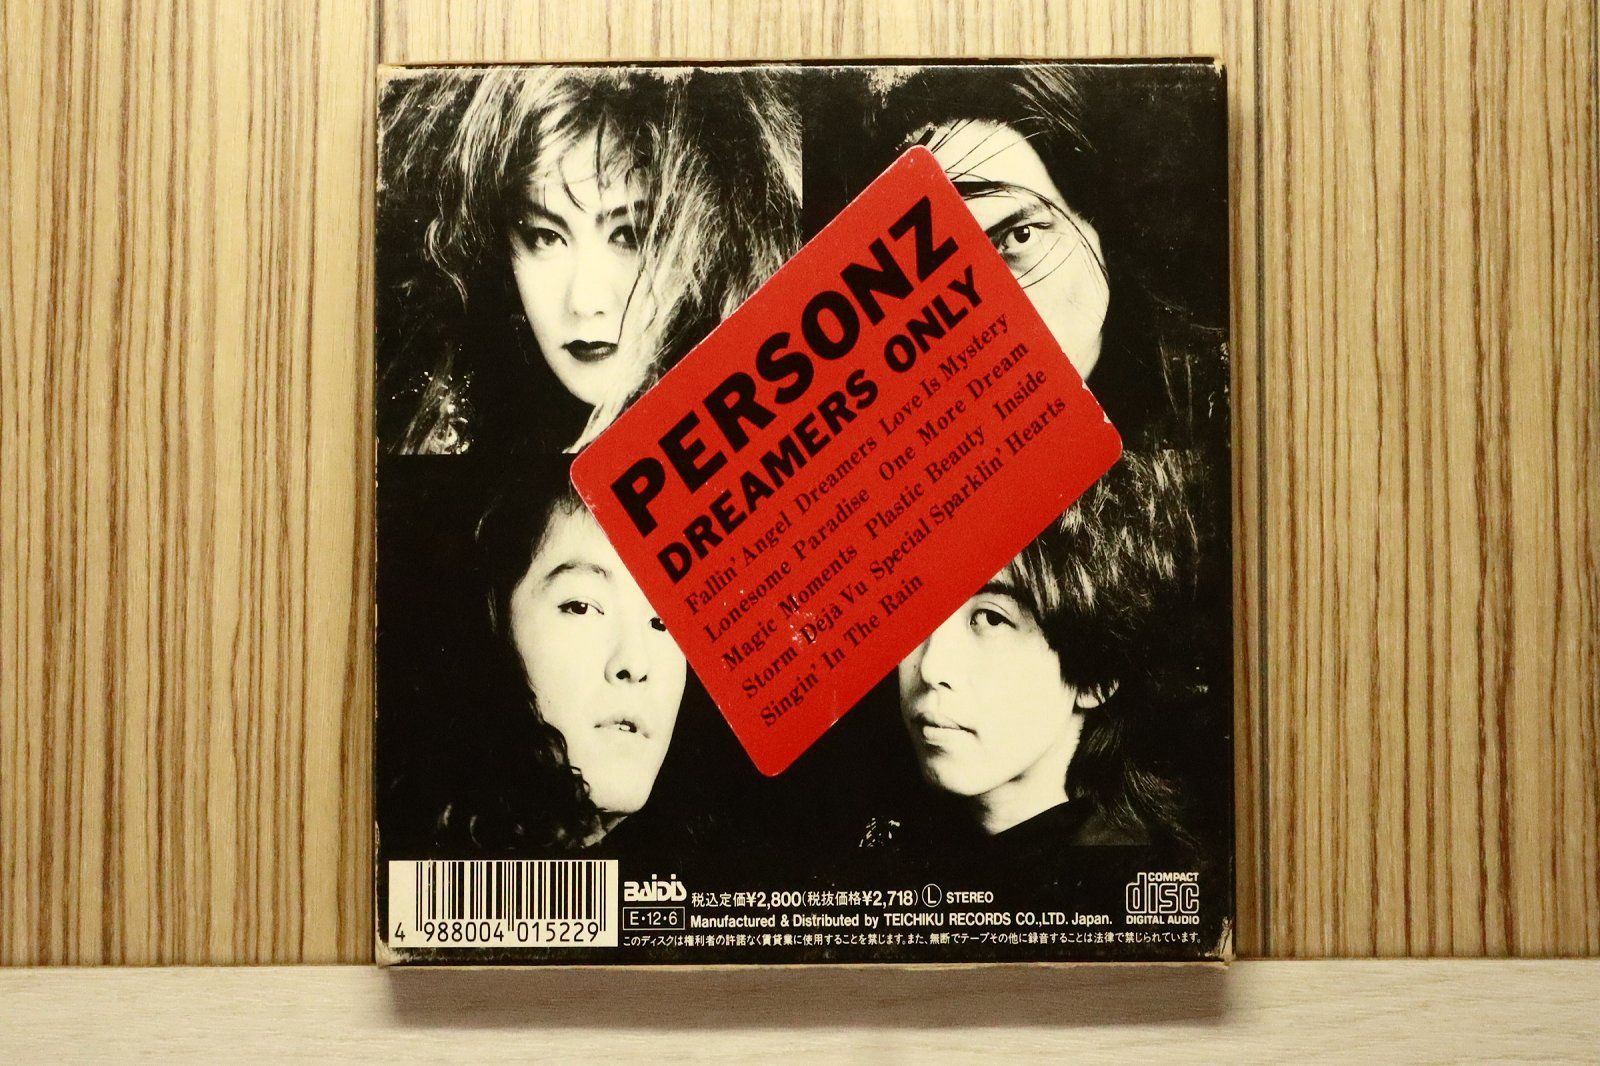 PERSONZ
DREAMERS ONLY
Fallin' Angel Dreamers Love Is Mystery
Lonesome Paradise One More Dream
Magic Moments Plastic Beauty Inside
Storm Déjà Vu Special Sparklin' Hearts
Singin' In The Rain
4 988004 015229
BAIDIS 税込定価¥2,800(税抜価格¥2,718) Ⓛ STEREO
E・12・6 Manufactured & Distributed by TEICHIKU RECORDS CO.,LTD. Japan.
このディスクは権利者の許諾なく賃貸業に使用することを禁じます。また、無断でテープその他に録音することは法律で禁じられています。
COMPACT
disc
DIGITAL AUDIO